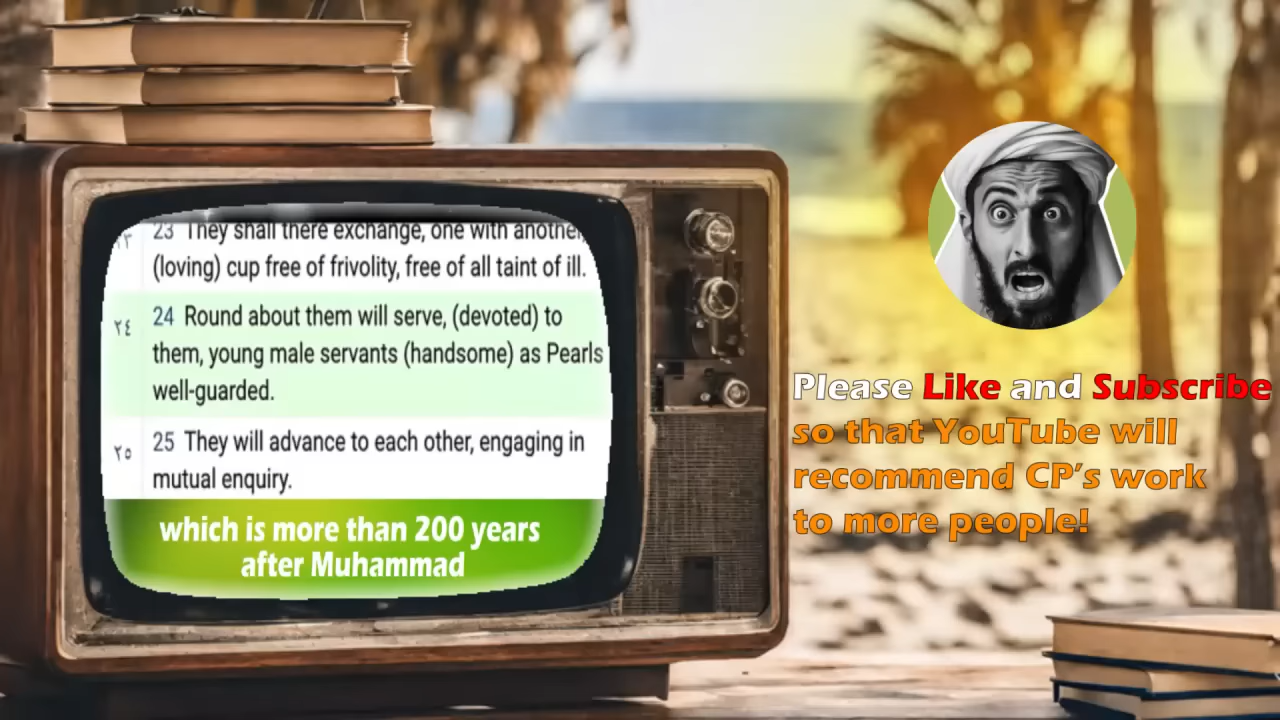 ٢٣
23 They shall there exchange, one with another,
(loving) cup free of frivolity, free of all taint of ill.
٢٤
24 Round about them will serve, (devoted) to
them, young male servants (handsome) as Pearls
well-guarded.
٢٥
25 They will advance to each other, engaging in
mutual enquiry.
which is more than 200 years
after Muhammad
Please Like and Subscribe
so that YouTube will
recommend CP's work
to more people!